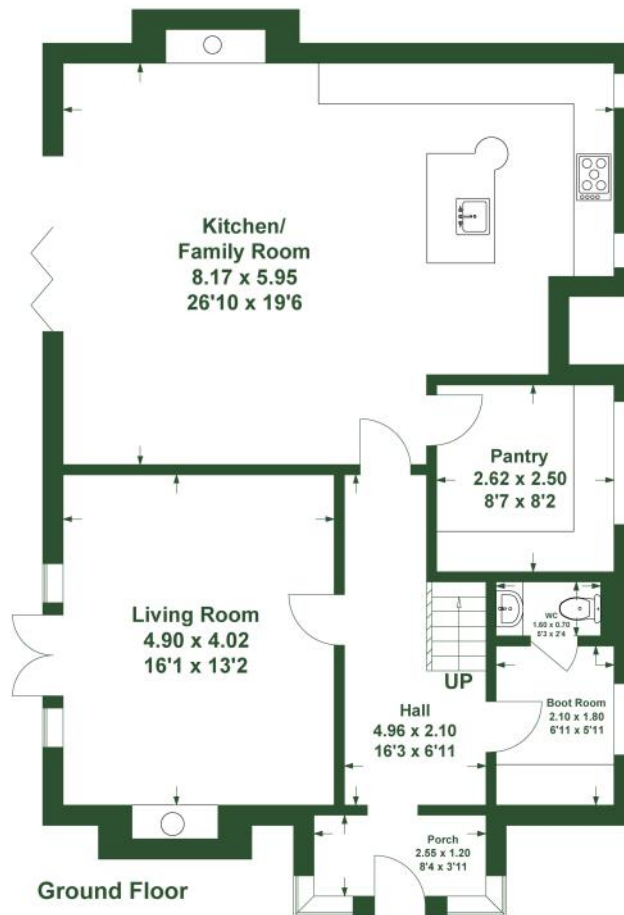 Kitchen/
Family Room
8.17 x 5.95
26'10 x 19'6
Pantry
2.62 x 2.50
8'7 x 8'2
Living Room
4.90 x 4.02
16'1 x 13'2
WC
1.60 x 0.70
5'3 x 2'4
UP
Hall
4.96 x 2.10
16'3 x 6'11
Boot Room
2.10 x 1.80
6'11 x 5'11
Porch
2.55 x 1.20
8'4 x 3'11
Ground Floor